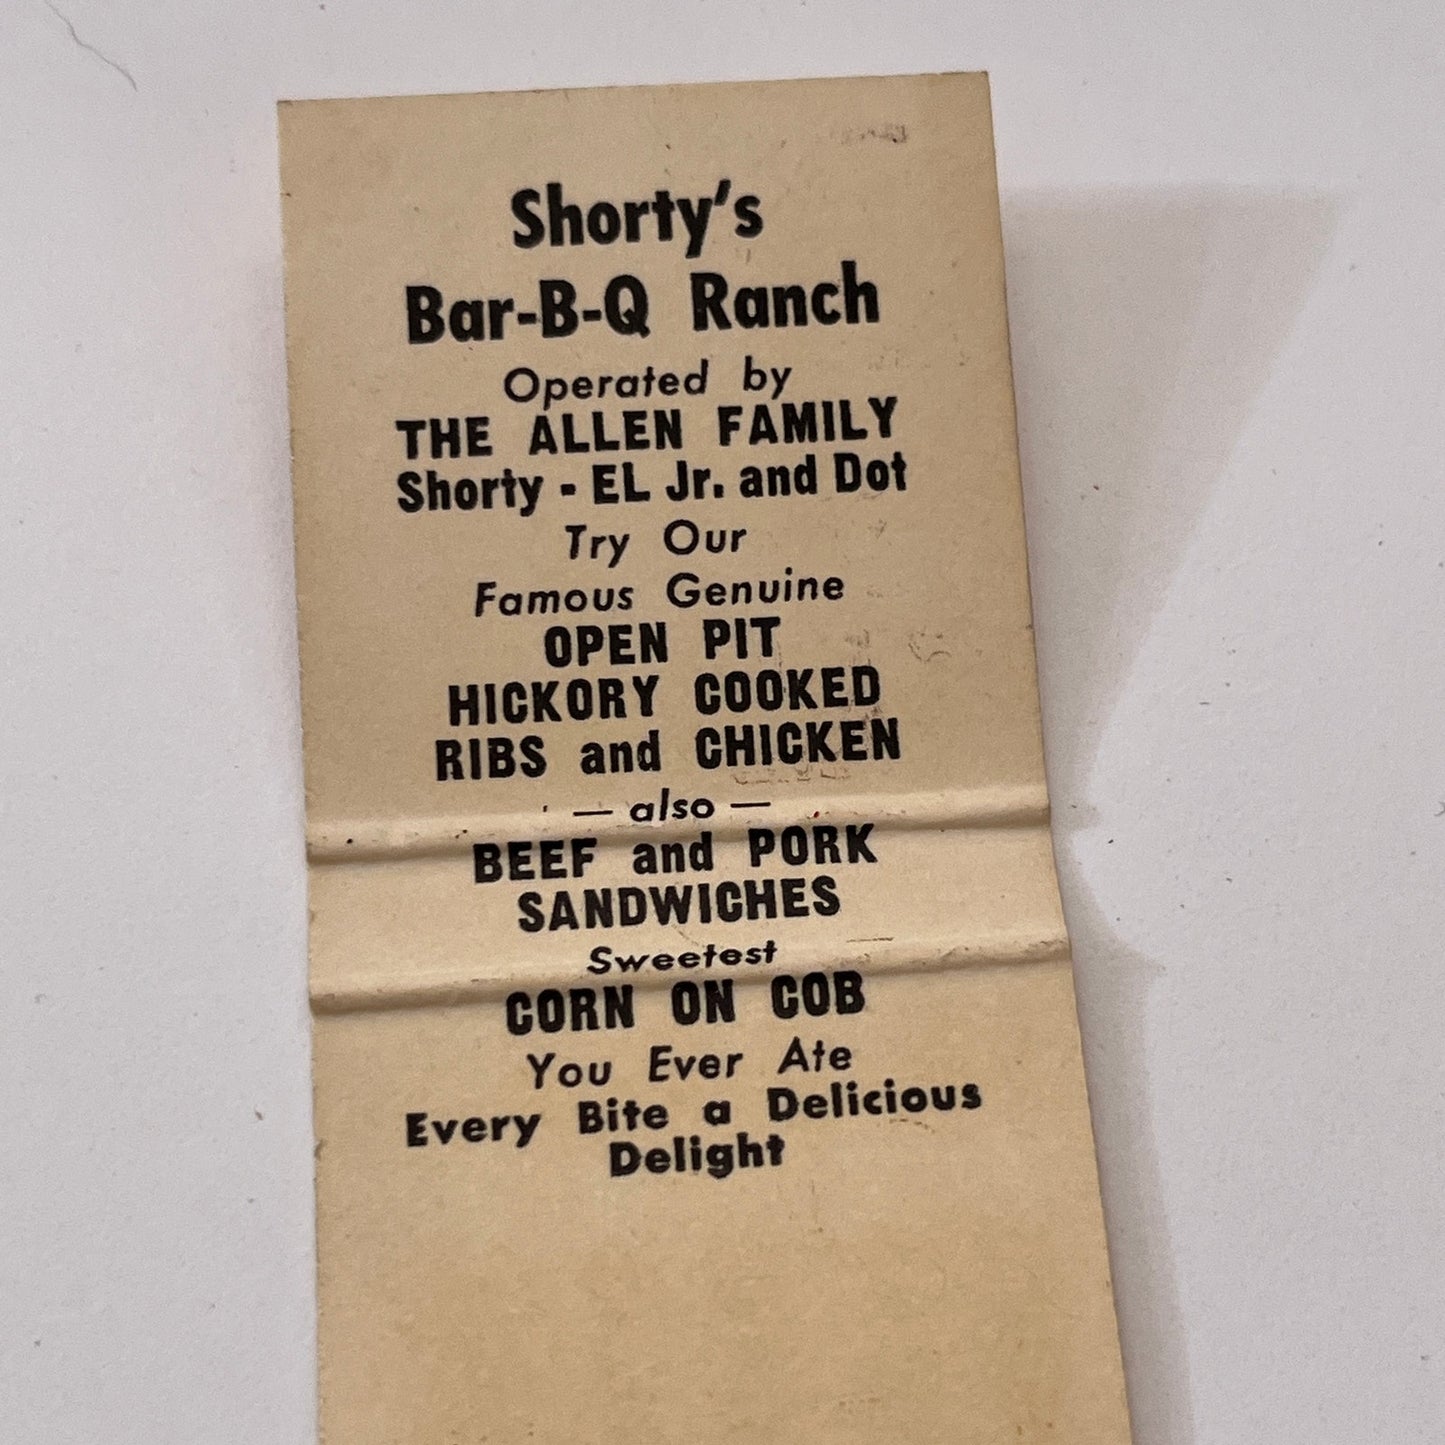 Shorty's
Bar-B-Q Ranch
Operated by
THE ALLEN FAMILY
Shorty - EL Jr. and Dot
Try Our
Famous Genuine
OPEN PIT
HICKORY COOKED
RIBS and CHICKEN
— also —
BEEF and PORK
SANDWICHES
Sweetest
CORN ON COB
You Ever Ate
Every Bite a Delicious
Delight